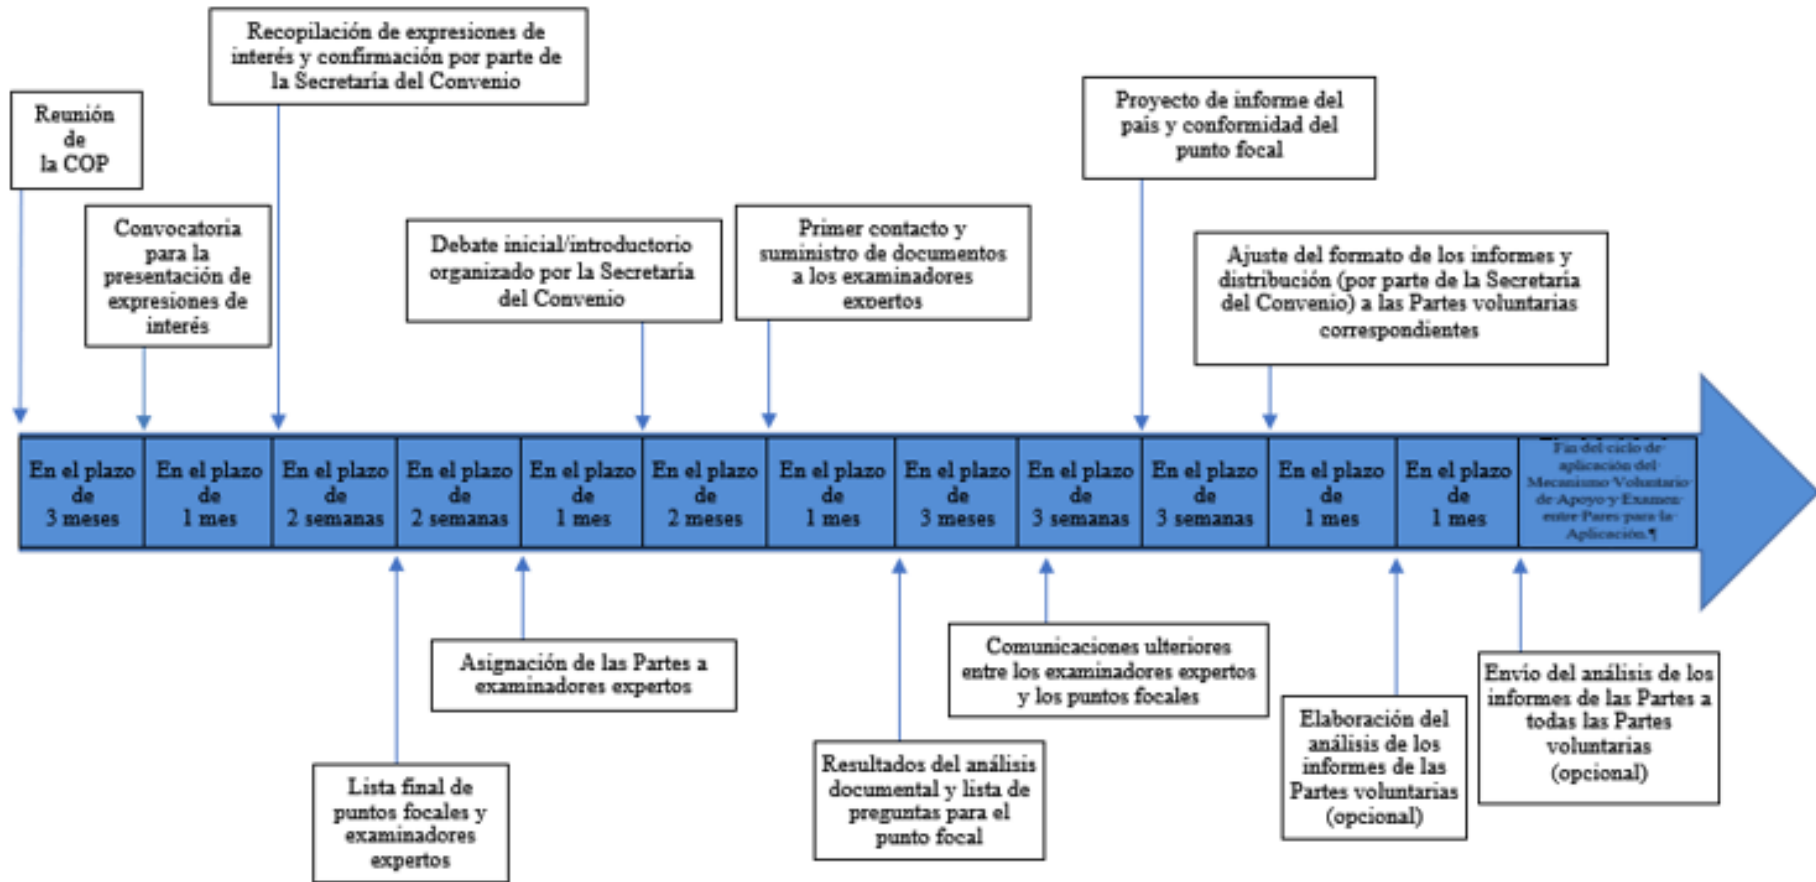 Recopilación de expresiones de
interés y confirmación por parte de
la Secretaría del Convenio
Reunión
de
la COP
Proyecto de informe del
país y conformidad del
punto focal
Convocatoria
para la
presentación de
expresiones de
interés
Debate inicial/introductorio
organizado por la Secretaría
del Convenio
Primer contacto y
suministro de documentos
a los examinadores
expertos
Ajuste del formato de los informes y
distribución (por parte de la Secretaría
del Convenio) a las Partes voluntarias
correspondientes
En el plazo
de
3 meses
En el plazo
de
1 mes
En el plazo
de
2 semanas
En el plazo
de
2 semanas
En el plazo
de
1 mes
En el plazo
de
2 meses
En el plazo
de
1 mes
En el plazo
de
3 meses
En el plazo
de
3 semanas
En el plazo
de
3 semanas
En el plazo
de
1 mes
En el plazo
de
1 mes
Fin·del·ciclo·de·
aplicación·del·
Mecanismo·Voluntario·
de·Apoyo·y·Examen·
entre·Pares·para·la·
Aplicación.¶
Asignación de las Partes a
examinadores expertos
Comunicaciones ulteriores
entre los examinadores expertos
y los puntos focales
Envío del análisis de los
informes de las Partes a
todas las Partes
voluntarias
(opcional)
Elaboración del
análisis de los
informes de las
Partes voluntarias
(opcional)
Resultados del análisis
documental y lista de
preguntas para el
punto focal
Lista final de
puntos focales y
examinadores
expertos